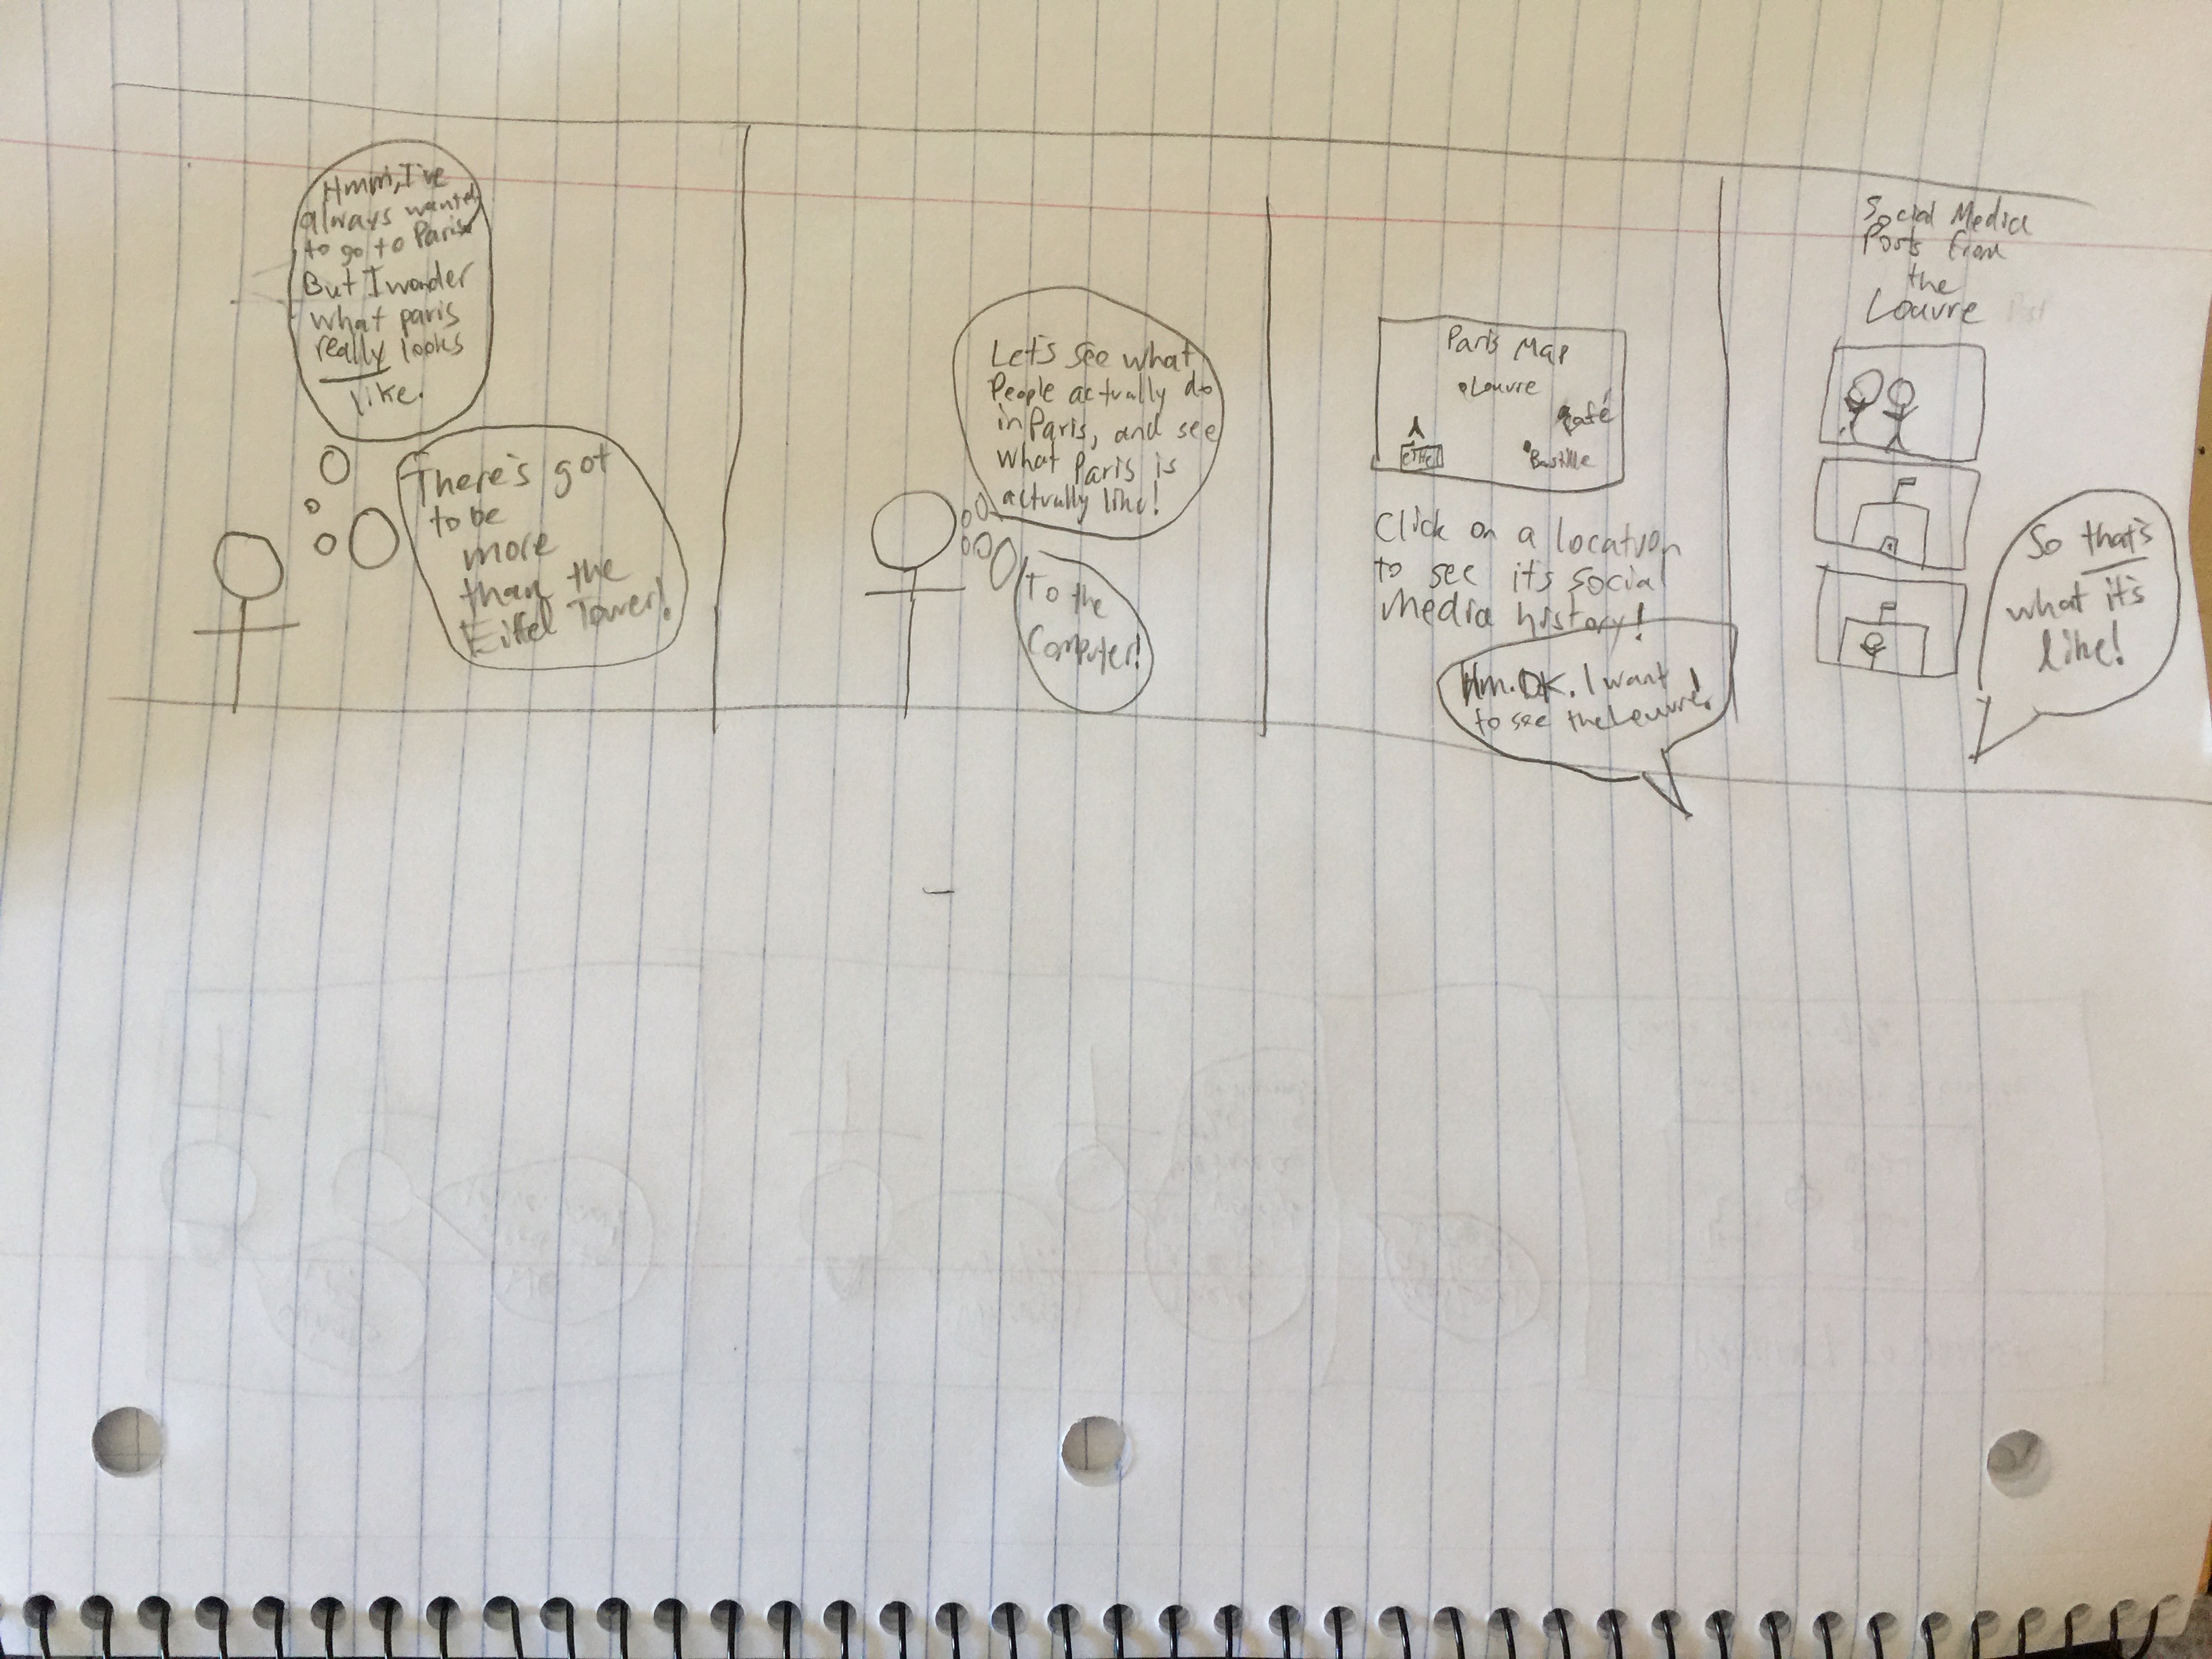 Hmm, I've
always wanted
to go to Paris.
But I wonder
what paris
really looks
like.
There's got
to be
more
than the
Eiffel Tower!
Let's see what
People actually do
in Paris, and see
what Paris is
actually like!
To the
Computer!
Paris Map
Louvre
Café
Eiffel
Bastille
Click on a location
to see it's social
media history!
Hm. OK. I want
to see the Louvre!
Social Media
Posts from
the
Louvre
So that's
what it's
like!